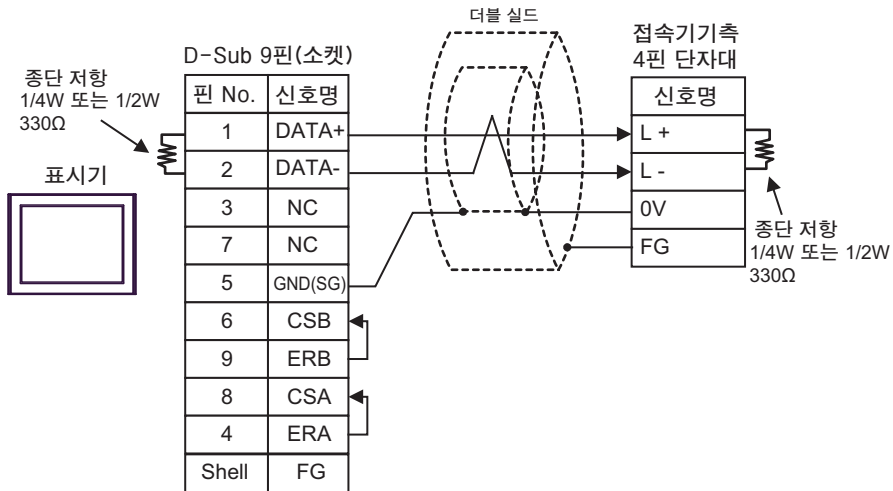 더블 실드
D-Sub 9핀(소켓)
접속기기측
4핀 단자대
종단 저항
1/4W 또는 1/2W
330Ω
표시기
핀 No. 신호명
1 DATA+
2 DATA-
3 NC
7 NC
5 GND(SG)
6 CSB
9 ERB
8 CSA
4 ERA
Shell FG
신호명
L +
L -
0V
FG
종단 저항
1/4W 또는 1/2W
330Ω